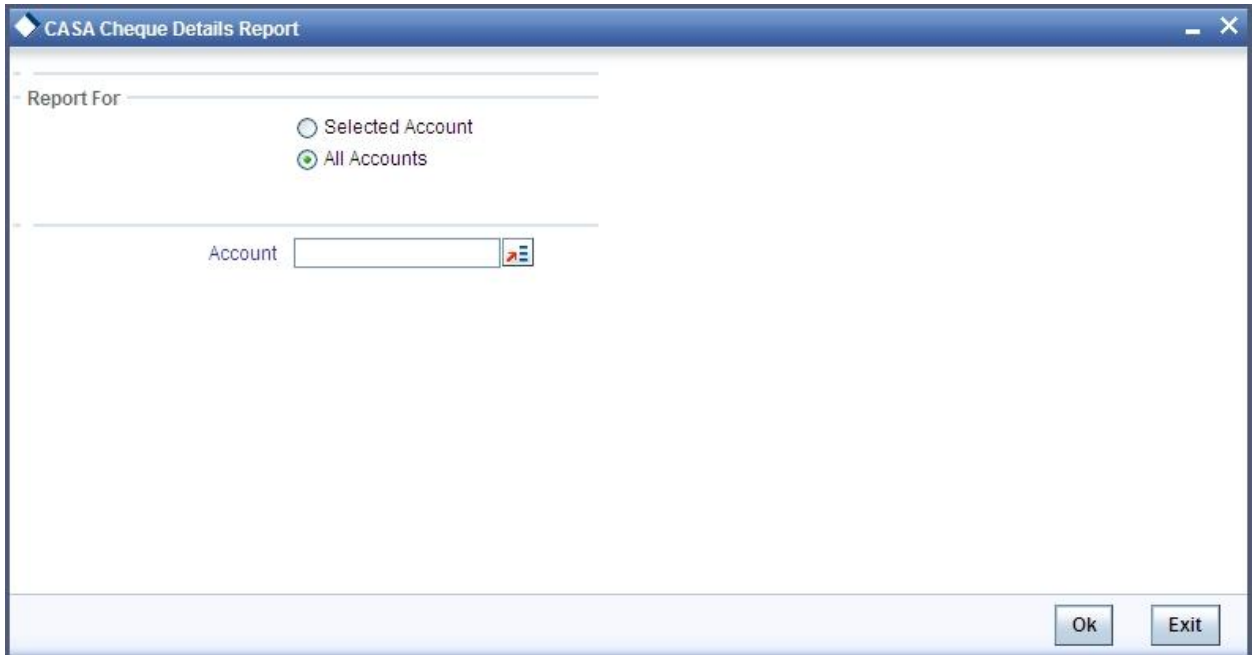 CASA Cheque Details Report
Report For
Selected Account
All Accounts
Account
Ok Exit